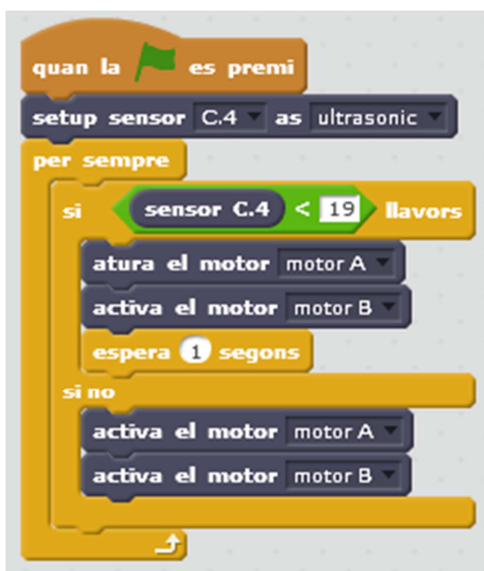 quan la es premi
setup sensor C.4 as ultrasonic
per sempre
si sensor C.4 < 19 llavors
atura el motor motor A
activa el motor motor B
espera 1 segons
si no
activa el motor motor A
activa el motor motor B